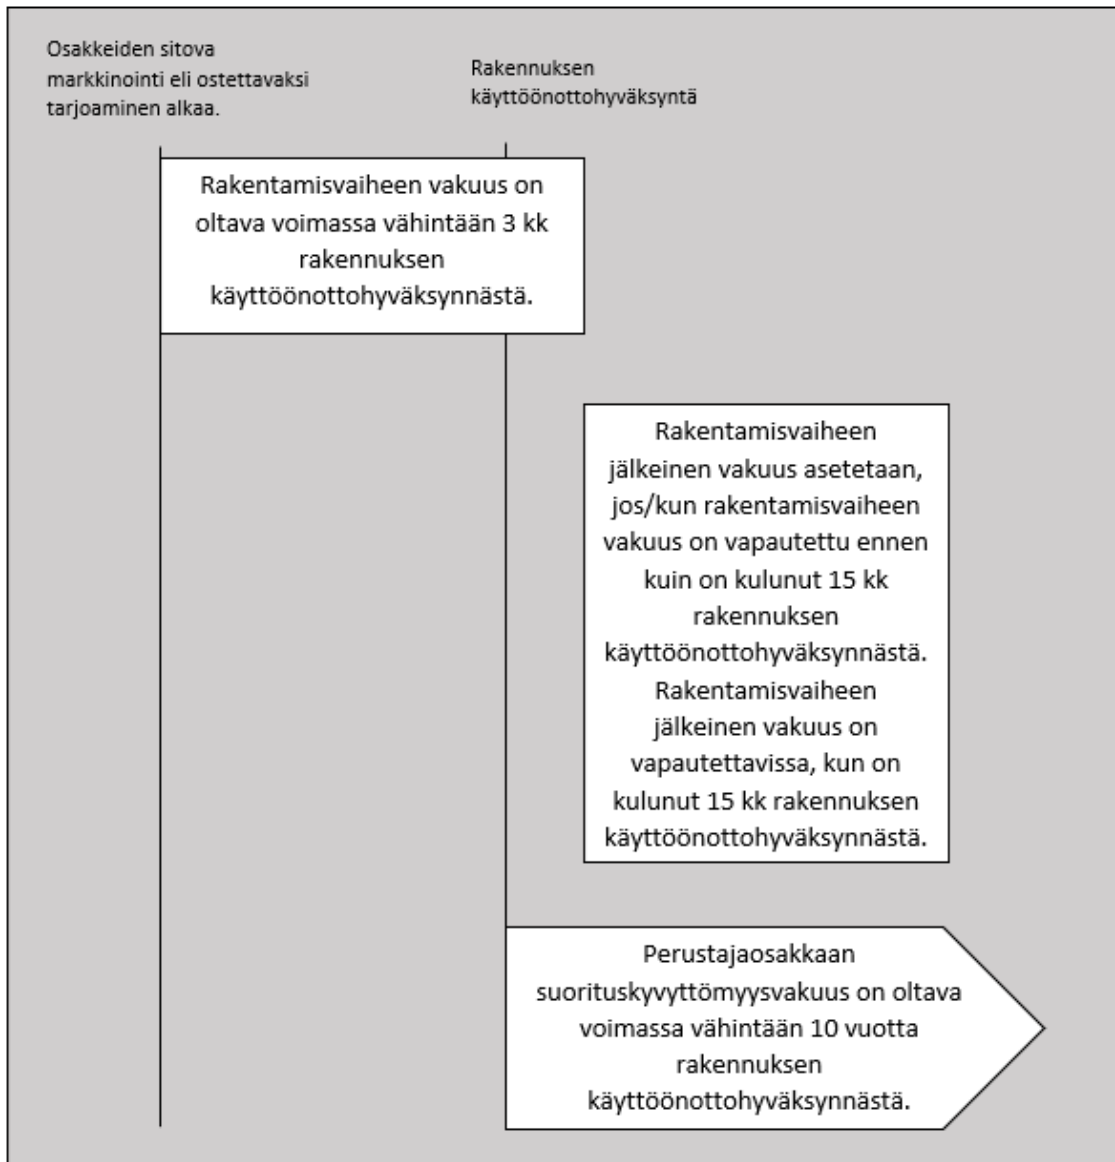 Osakkeiden sitova
markkinointi eli ostettavaksi
tarjoaminen alkaa.
Rakennuksen
käyttöönottohyväksyntä
Rakentamisvaiheen vakuus on
oltava voimassa vähintään 3 kk
rakennuksen
käyttöönottohyväksynnästä.
Rakentamisvaiheen
jälkeinen vakuus asetetaan,
jos/kun rakentamisvaiheen
vakuus on vapautettu ennen
kuin on kulunut 15 kk
rakennuksen
käyttöönottohyväksynnästä.
Rakentamisvaiheen
jälkeinen vakuus on
vapautettavissa, kun on
kulunut 15 kk rakennuksen
käyttöönottohyväksynnästä.
Perustajaosakkaan
suorituskyvyttömyysvakuus on oltava
voimassa vähintään 10 vuotta
rakennuksen
käyttöönottohyväksynnästä.